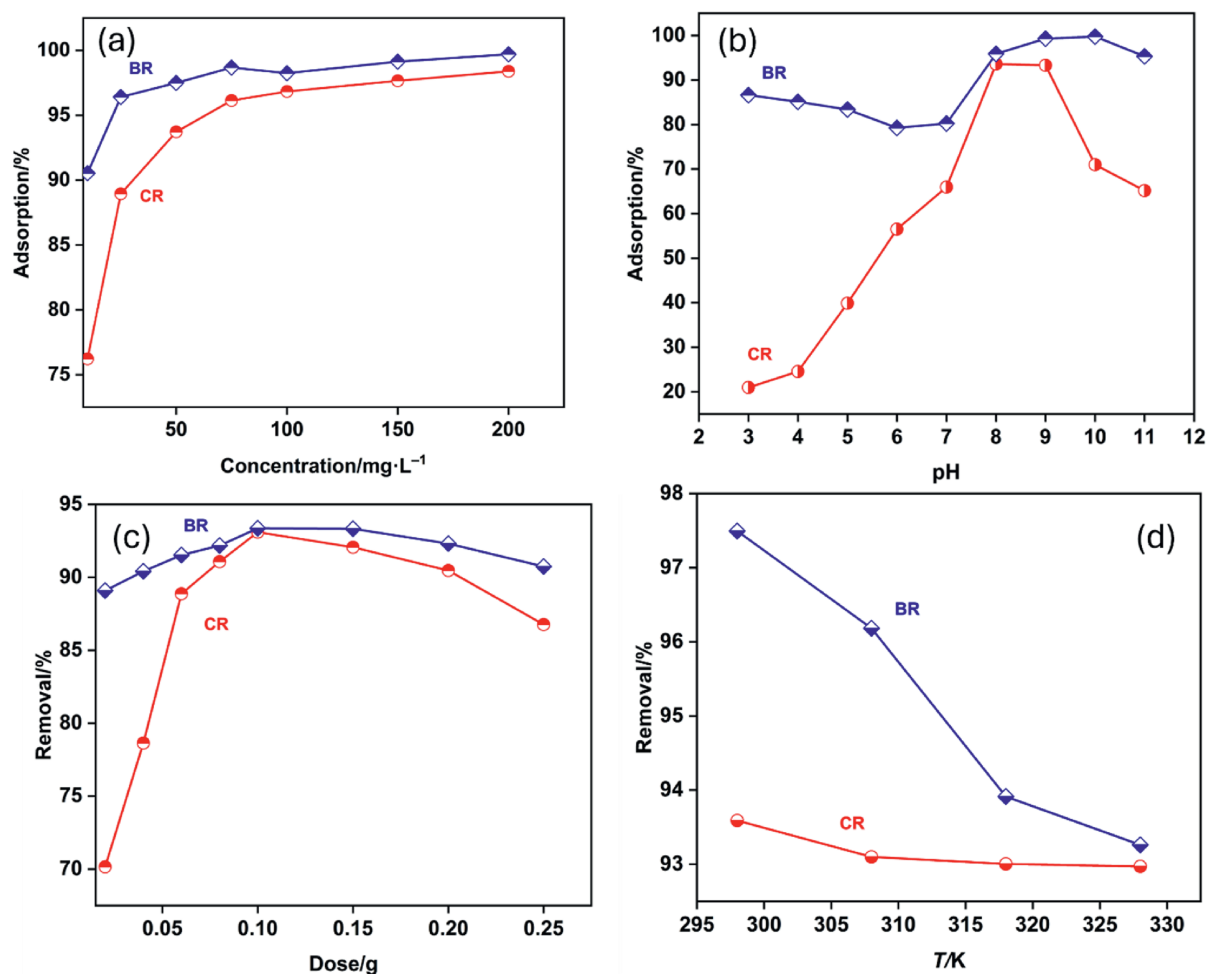 (a)
BR
CR
100
95
90
85
80
75
Adsorption/%
50
100
150
200
Concentration/mg·L⁻¹
(b)
BR
CR
100
90
80
70
60
50
40
30
20
Adsorption/%
2
3
4
5
6
7
8
9
10
11
12
pH
(c)
BR
CR
95
90
85
80
75
70
Removal/%
0.05
0.10
0.15
0.20
0.25
Dose/g
(d)
BR
CR
98
97
96
95
94
93
Removal/%
295
300
305
310
315
320
325
330
T/K